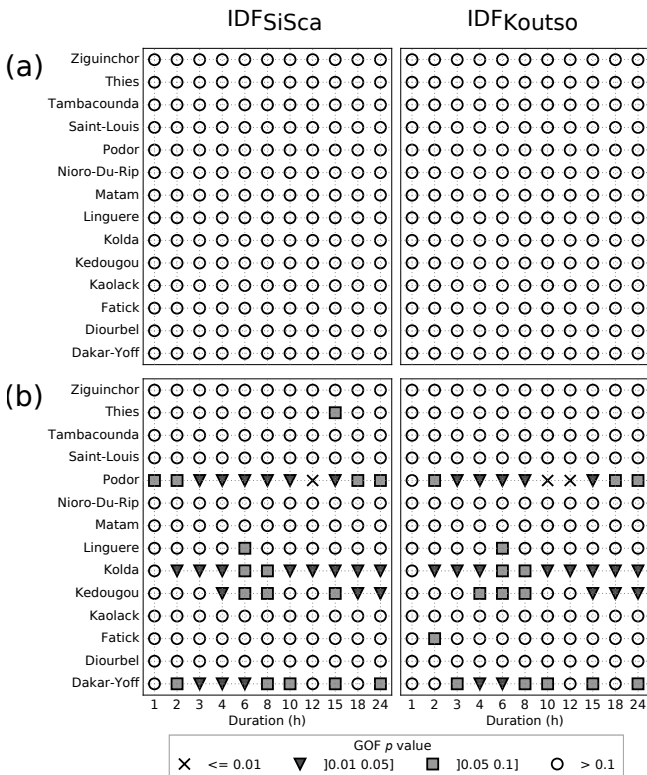 IDFSiSca
IDFKoutso
(a)
Ziguinchor
Thies
Tambacounda
Saint-Louis
Podor
Nioro-Du-Rip
Matam
Linguere
Kolda
Kedougou
Kaolack
Fatick
Diourbel
Dakar-Yoff
(b)
Ziguinchor
Thies
Tambacounda
Saint-Louis
Podor
Nioro-Du-Rip
Matam
Linguere
Kolda
Kedougou
Kaolack
Fatick
Diourbel
Dakar-Yoff
1 2 3 4 6 8 10 12 15 18 24
1 2 3 4 6 8 10 12 15 18 24
Duration (h)
Duration (h)
GOF p value
<= 0.01 ]0.01 0.05] ]0.05 0.1] > 0.1